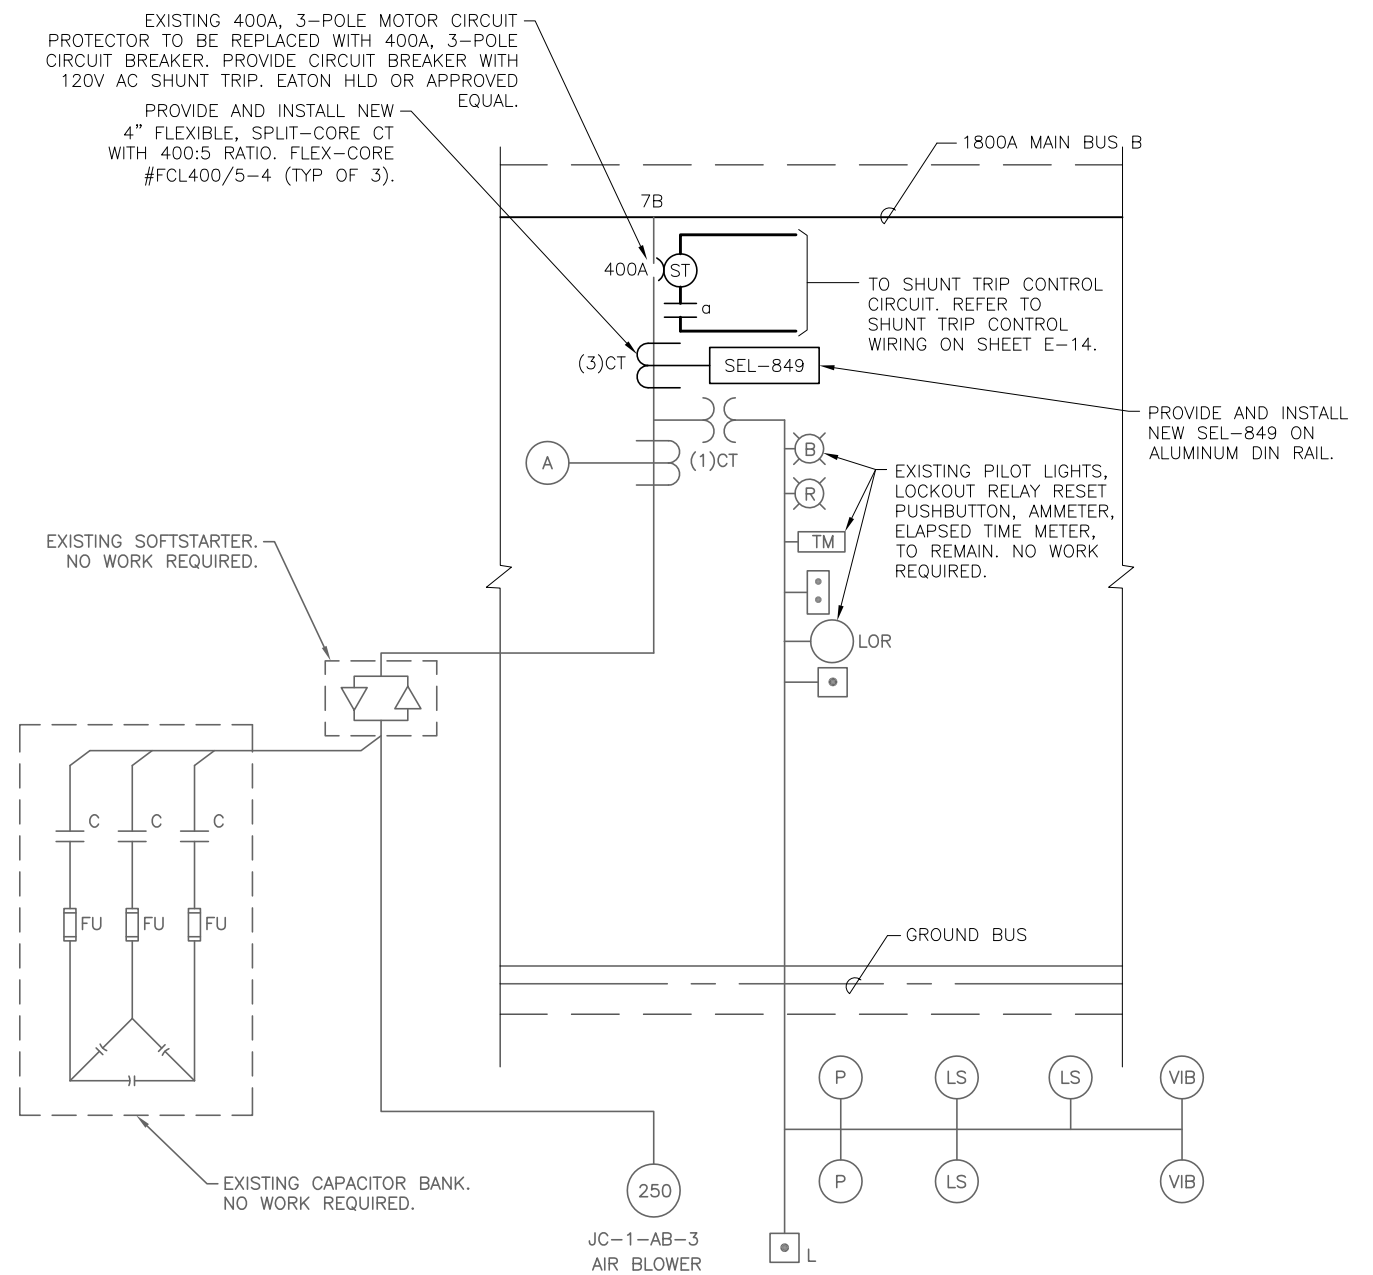 EXISTING 400A, 3-POLE MOTOR CIRCUIT
PROTECTOR TO BE REPLACED WITH 400A, 3-POLE
CIRCUIT BREAKER. PROVIDE CIRCUIT BREAKER WITH
120V AC SHUNT TRIP. EATON HLD OR APPROVED
EQUAL.
PROVIDE AND INSTALL NEW
4" FLEXIBLE, SPLIT-CORE CT
WITH 400:5 RATIO. FLEX-CORE
#FCL400/5-4 (TYP OF 3).
1800A MAIN BUS B
7B
400A
ST
a
TO SHUNT TRIP CONTROL
CIRCUIT. REFER TO
SHUNT TRIP CONTROL
WIRING ON SHEET E-14.
(3)CT
SEL-849
PROVIDE AND INSTALL
NEW SEL-849 ON
ALUMINUM DIN RAIL.
A
(1)CT
B
R
TM
EXISTING PILOT LIGHTS,
LOCKOUT RELAY RESET
PUSHBUTTON, AMMETER,
ELAPSED TIME METER,
TO REMAIN. NO WORK
REQUIRED.
EXISTING SOFTSTARTER.
NO WORK REQUIRED.
LOR
C
C
C
FU
FU
FU
GROUND BUS
P
LS
LS
VIB
P
LS
VIB
EXISTING CAPACITOR BANK.
NO WORK REQUIRED.
250
JC-1-AB-3
AIR BLOWER
L